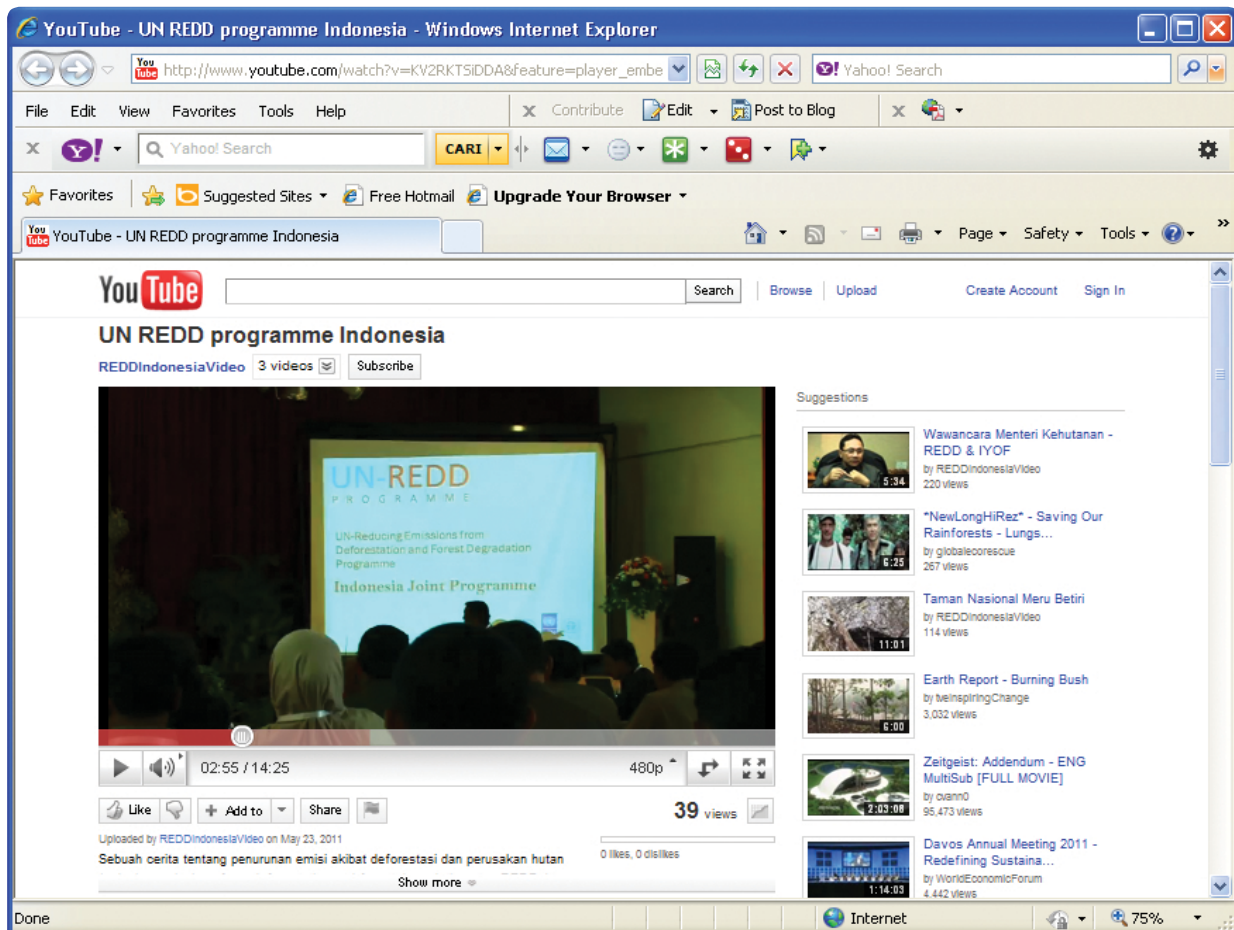 YouTube - UN REDD programme Indonesia - Windows Internet Explorer
You Tube http://www.youtube.com/watch?v=KV2RKTSiDDA&feature=player_embe Y! Yahoo! Search
File Edit View Favorites Tools Help x Contribute Edit Post to Blog x
x Y! Yahoo! Search CARI
Favorites Suggested Sites Free Hotmail Upgrade Your Browser
You Tube YouTube - UN REDD programme Indonesia Page Safety Tools »
You Tube Search Browse Upload Create Account Sign In
UN REDD programme Indonesia
REDDIndonesiaVideo 3 videos Subscribe
UN-REDD
PROGRAMME
UN-Reducing Emissions from
Deforestation and Forest Degradation
Programme
Indonesia Joint Programme
02:55 / 14:25 480p
Like Add to Share 39 views
Uploaded by REDDIndonesiaVideo on May 23, 2011
0 likes, 0 dislikes
Sebuah cerita tentang penurunan emisi akibat deforestasi dan perusakan hutan
Show more
Suggestions
Wawancara Menteri Kehutanan -
REDD & IYOF
by REDDIndonesiaVideo
5:34 220 views
*NewLongHiRez* - Saving Our
Rainforests - Lungs...
by globalecorescue
6:25 267 views
Taman Nasional Meru Betiri
by REDDIndonesiaVideo
114 views
11:01
Earth Report - Burning Bush
by tveInspiringChange
3,032 views
6:00
Zeitgeist: Addendum - ENG
MultiSub [FULL MOVIE]
by cvann0
2:03:08 95,473 views
Davos Annual Meeting 2011 -
Redefining Sustaina...
by WorldEconomicForum
1:14:03 4,442 views
Done Internet 75%